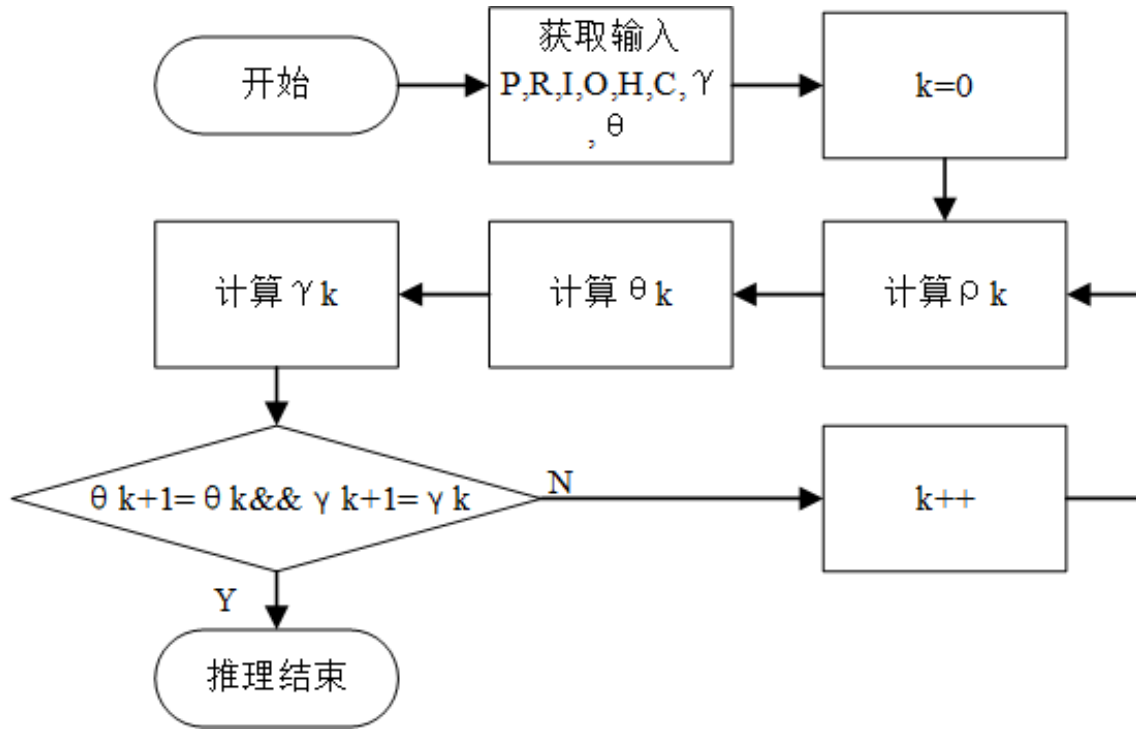 开始
获取输入
P,R,I,O,H,C,γ
,θ
k=0
计算γk
计算θk
计算ρk
θk+1=θk&&γk+1=γk
N
k++
Y
推理结束